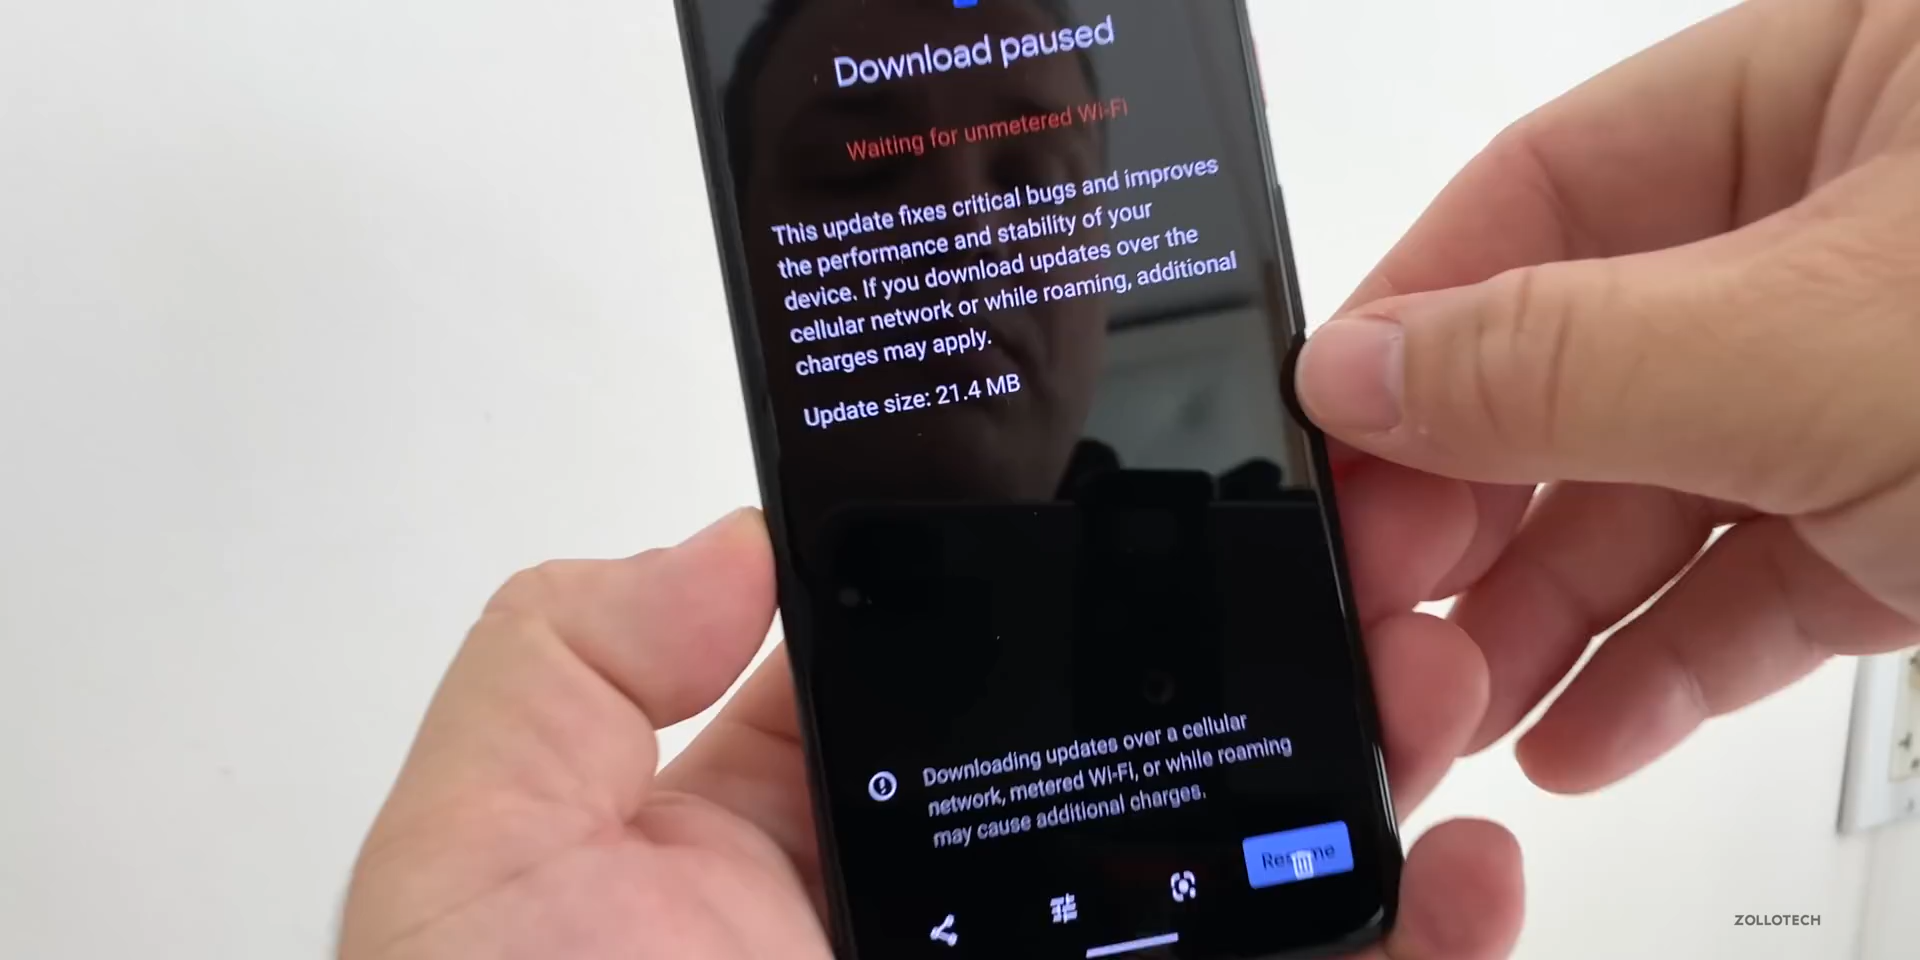 Download paused
Waiting for unmetered Wi-Fi
This update fixes critical bugs and improves
the performance and stability of your
device. If you download updates over the
cellular network or while roaming, additional
charges may apply.
Update size: 21.4 MB
Downloading updates over a cellular
network, metered Wi-Fi, or while roaming
may cause additional charges.
Resume
ZOLLOTECH